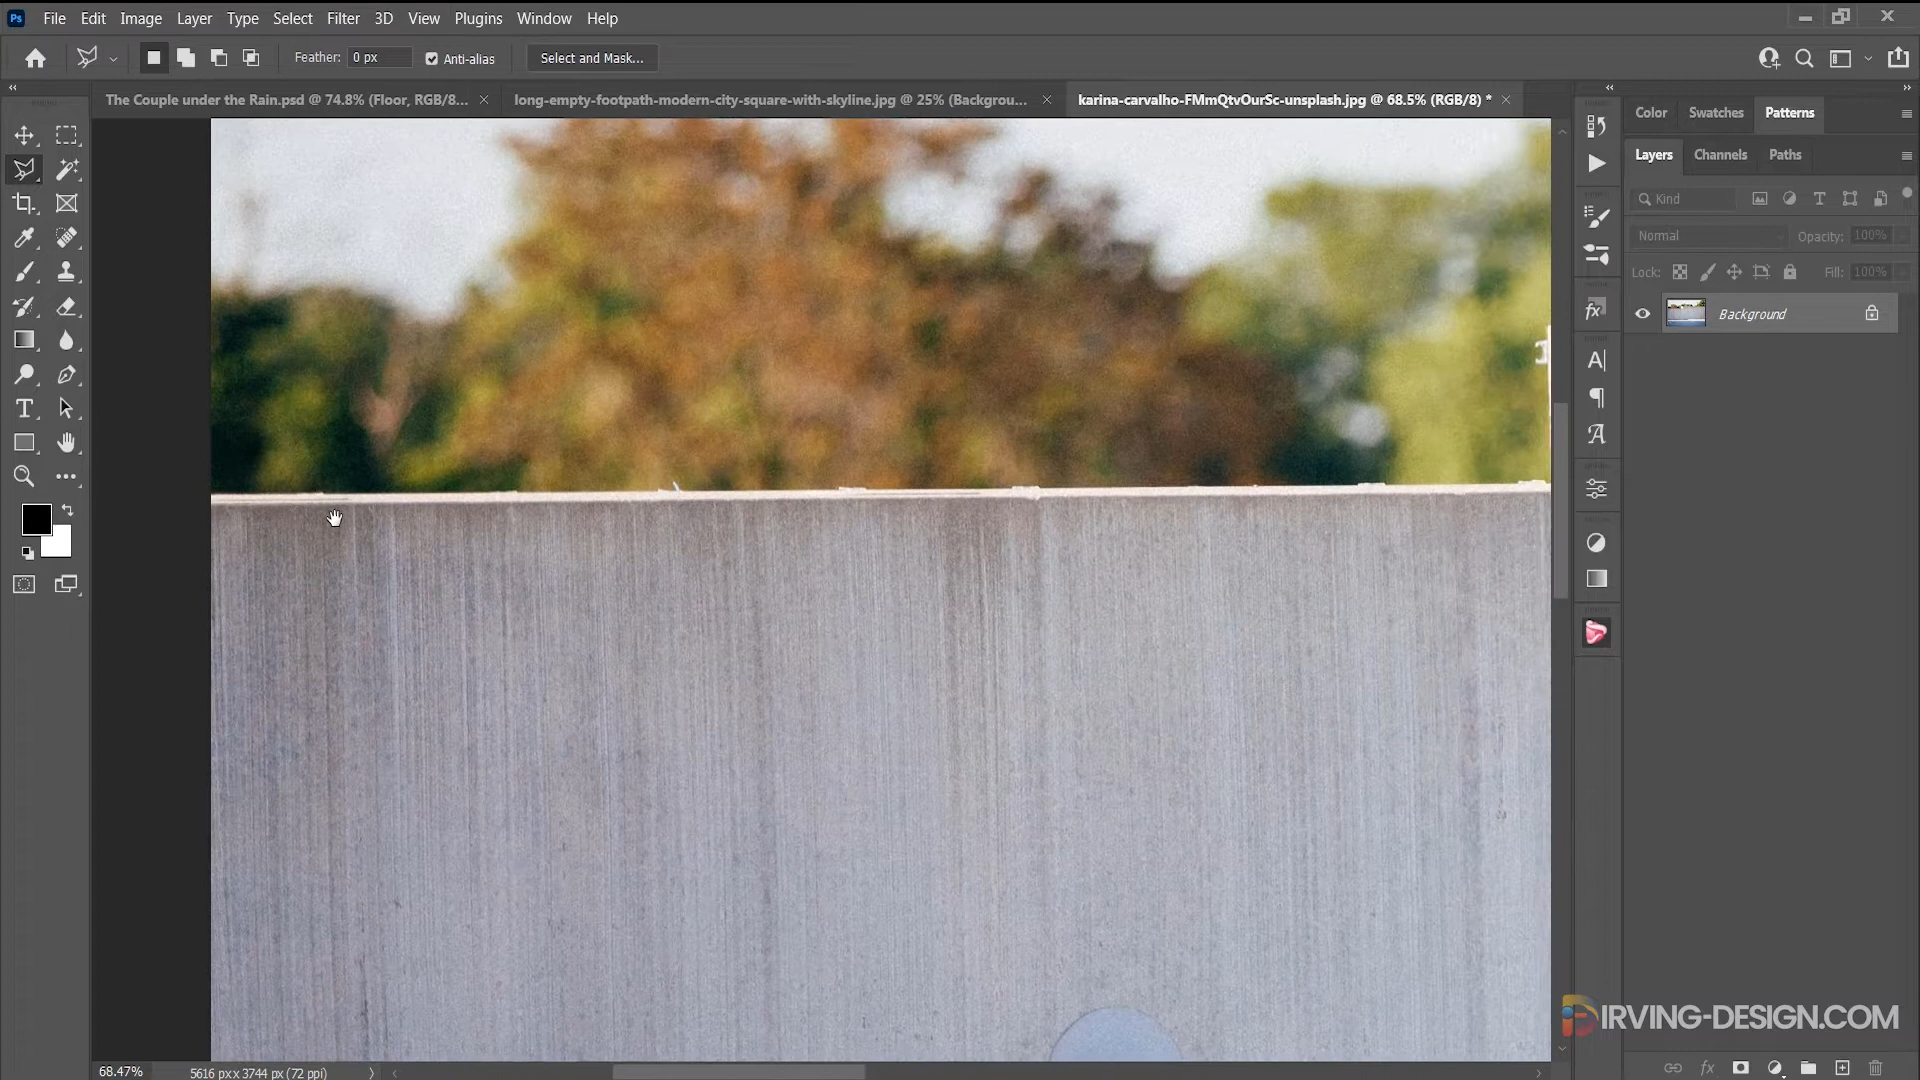 Ps File Edit Image Layer Type Select Filter 3D View Plugins Window Help
Feather: 0 px Anti-alias Select and Mask...
The Couple under the Rain.psd @ 74.8% (Floor, RGB/8... long-empty-footpath-modern-city-square-with-skyline.jpg @ 25% (Backgrou... karina-carvalho-FMmQtvOurSc-unsplash.jpg @ 68.5% (RGB/8) *
Color Swatches Patterns
Layers Channels Paths
Kind
Normal Opacity: 100%
Lock: Fill: 100%
Background
IRVING-DESIGN.COM
68.47% 5616 px x 3744 px (72 ppi)